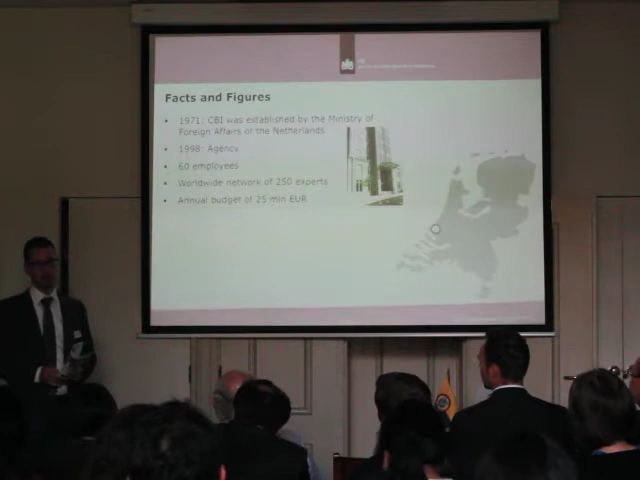 Facts and Figures
• 1971: CBI was established by the Ministry of
Foreign Affairs of the Netherlands
• 1998: Agency
• 60 employees
• Worldwide network of 250 experts
• Annual budget of 25 mln EUR